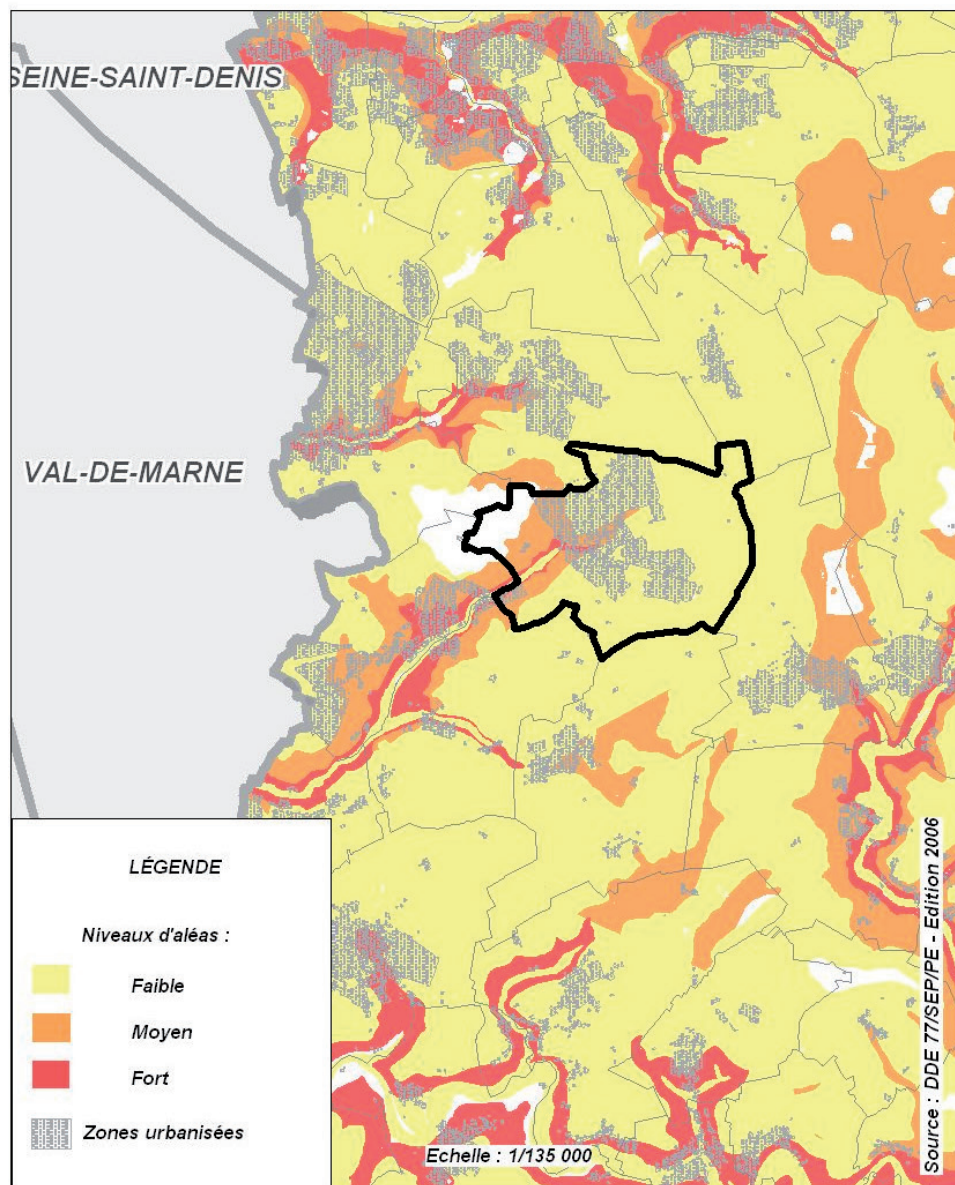 SEINE-SAINT-DENIS
VAL-DE-MARNE
LÉGENDE
Niveaux d'aléas :
Faible
Moyen
Fort
Zones urbanisées
Echelle : 1/135 000
Source : DDE 77/SEP/PE - Edition 2006